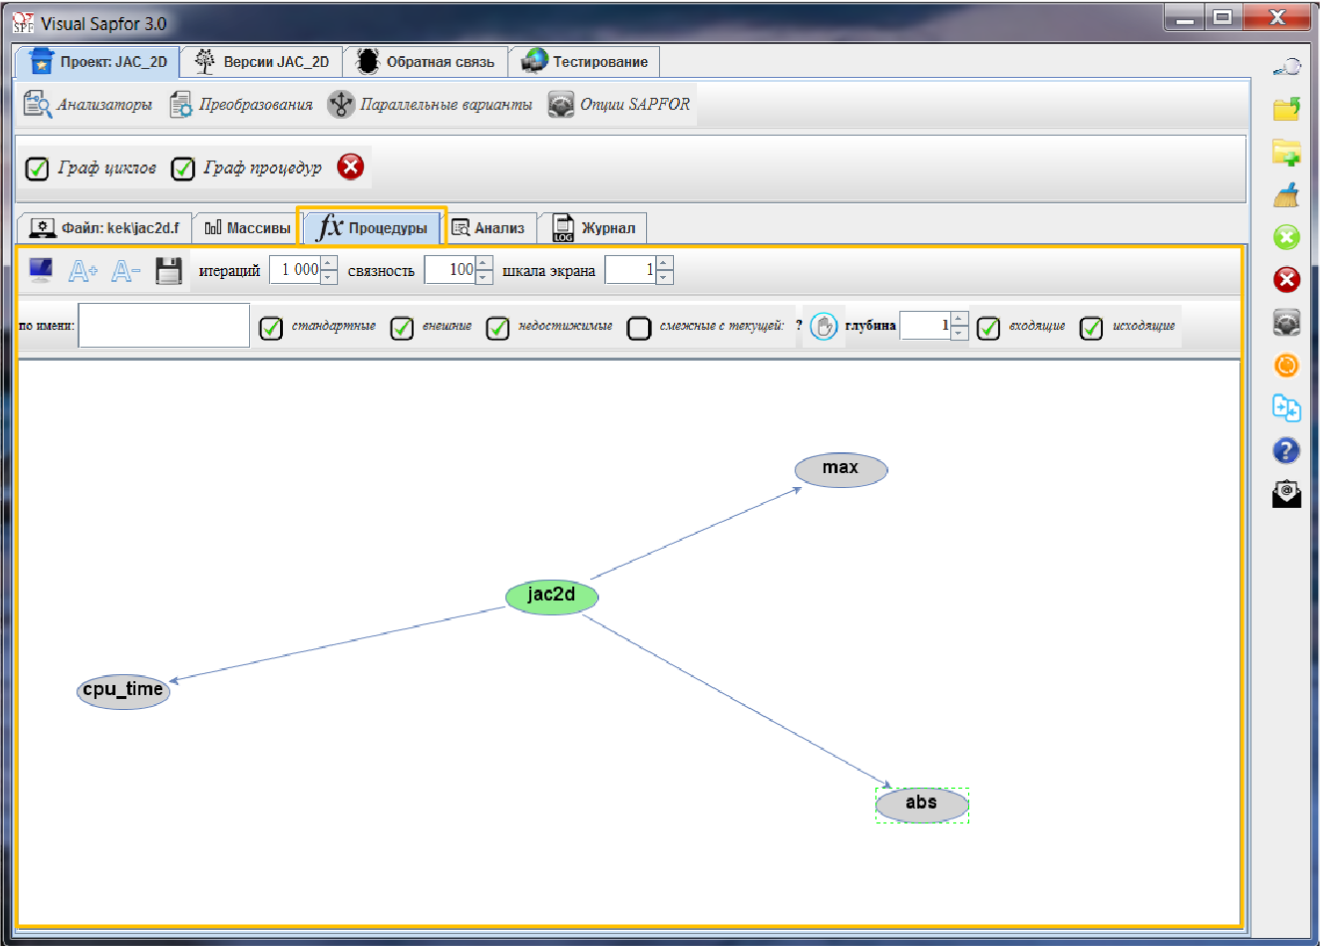 Visual Sapfor 3.0
Проект: JAC_2D Версии JAC_2D Обратная связь Тестирование
Анализаторы Преобразования Параллельные варианты Опции SAPFOR
Граф циклов Граф процедур
Файл: kek\jac2d.f Массивы fx Процедуры Анализ LOG Журнал
A+ A- итераций 1 000 связность 100 шкала экрана 1
по имени: стандартные внешние недостижимые смежные с текущей: ? глубина 1 входящие исходящие
max
jac2d
cpu_time
abs